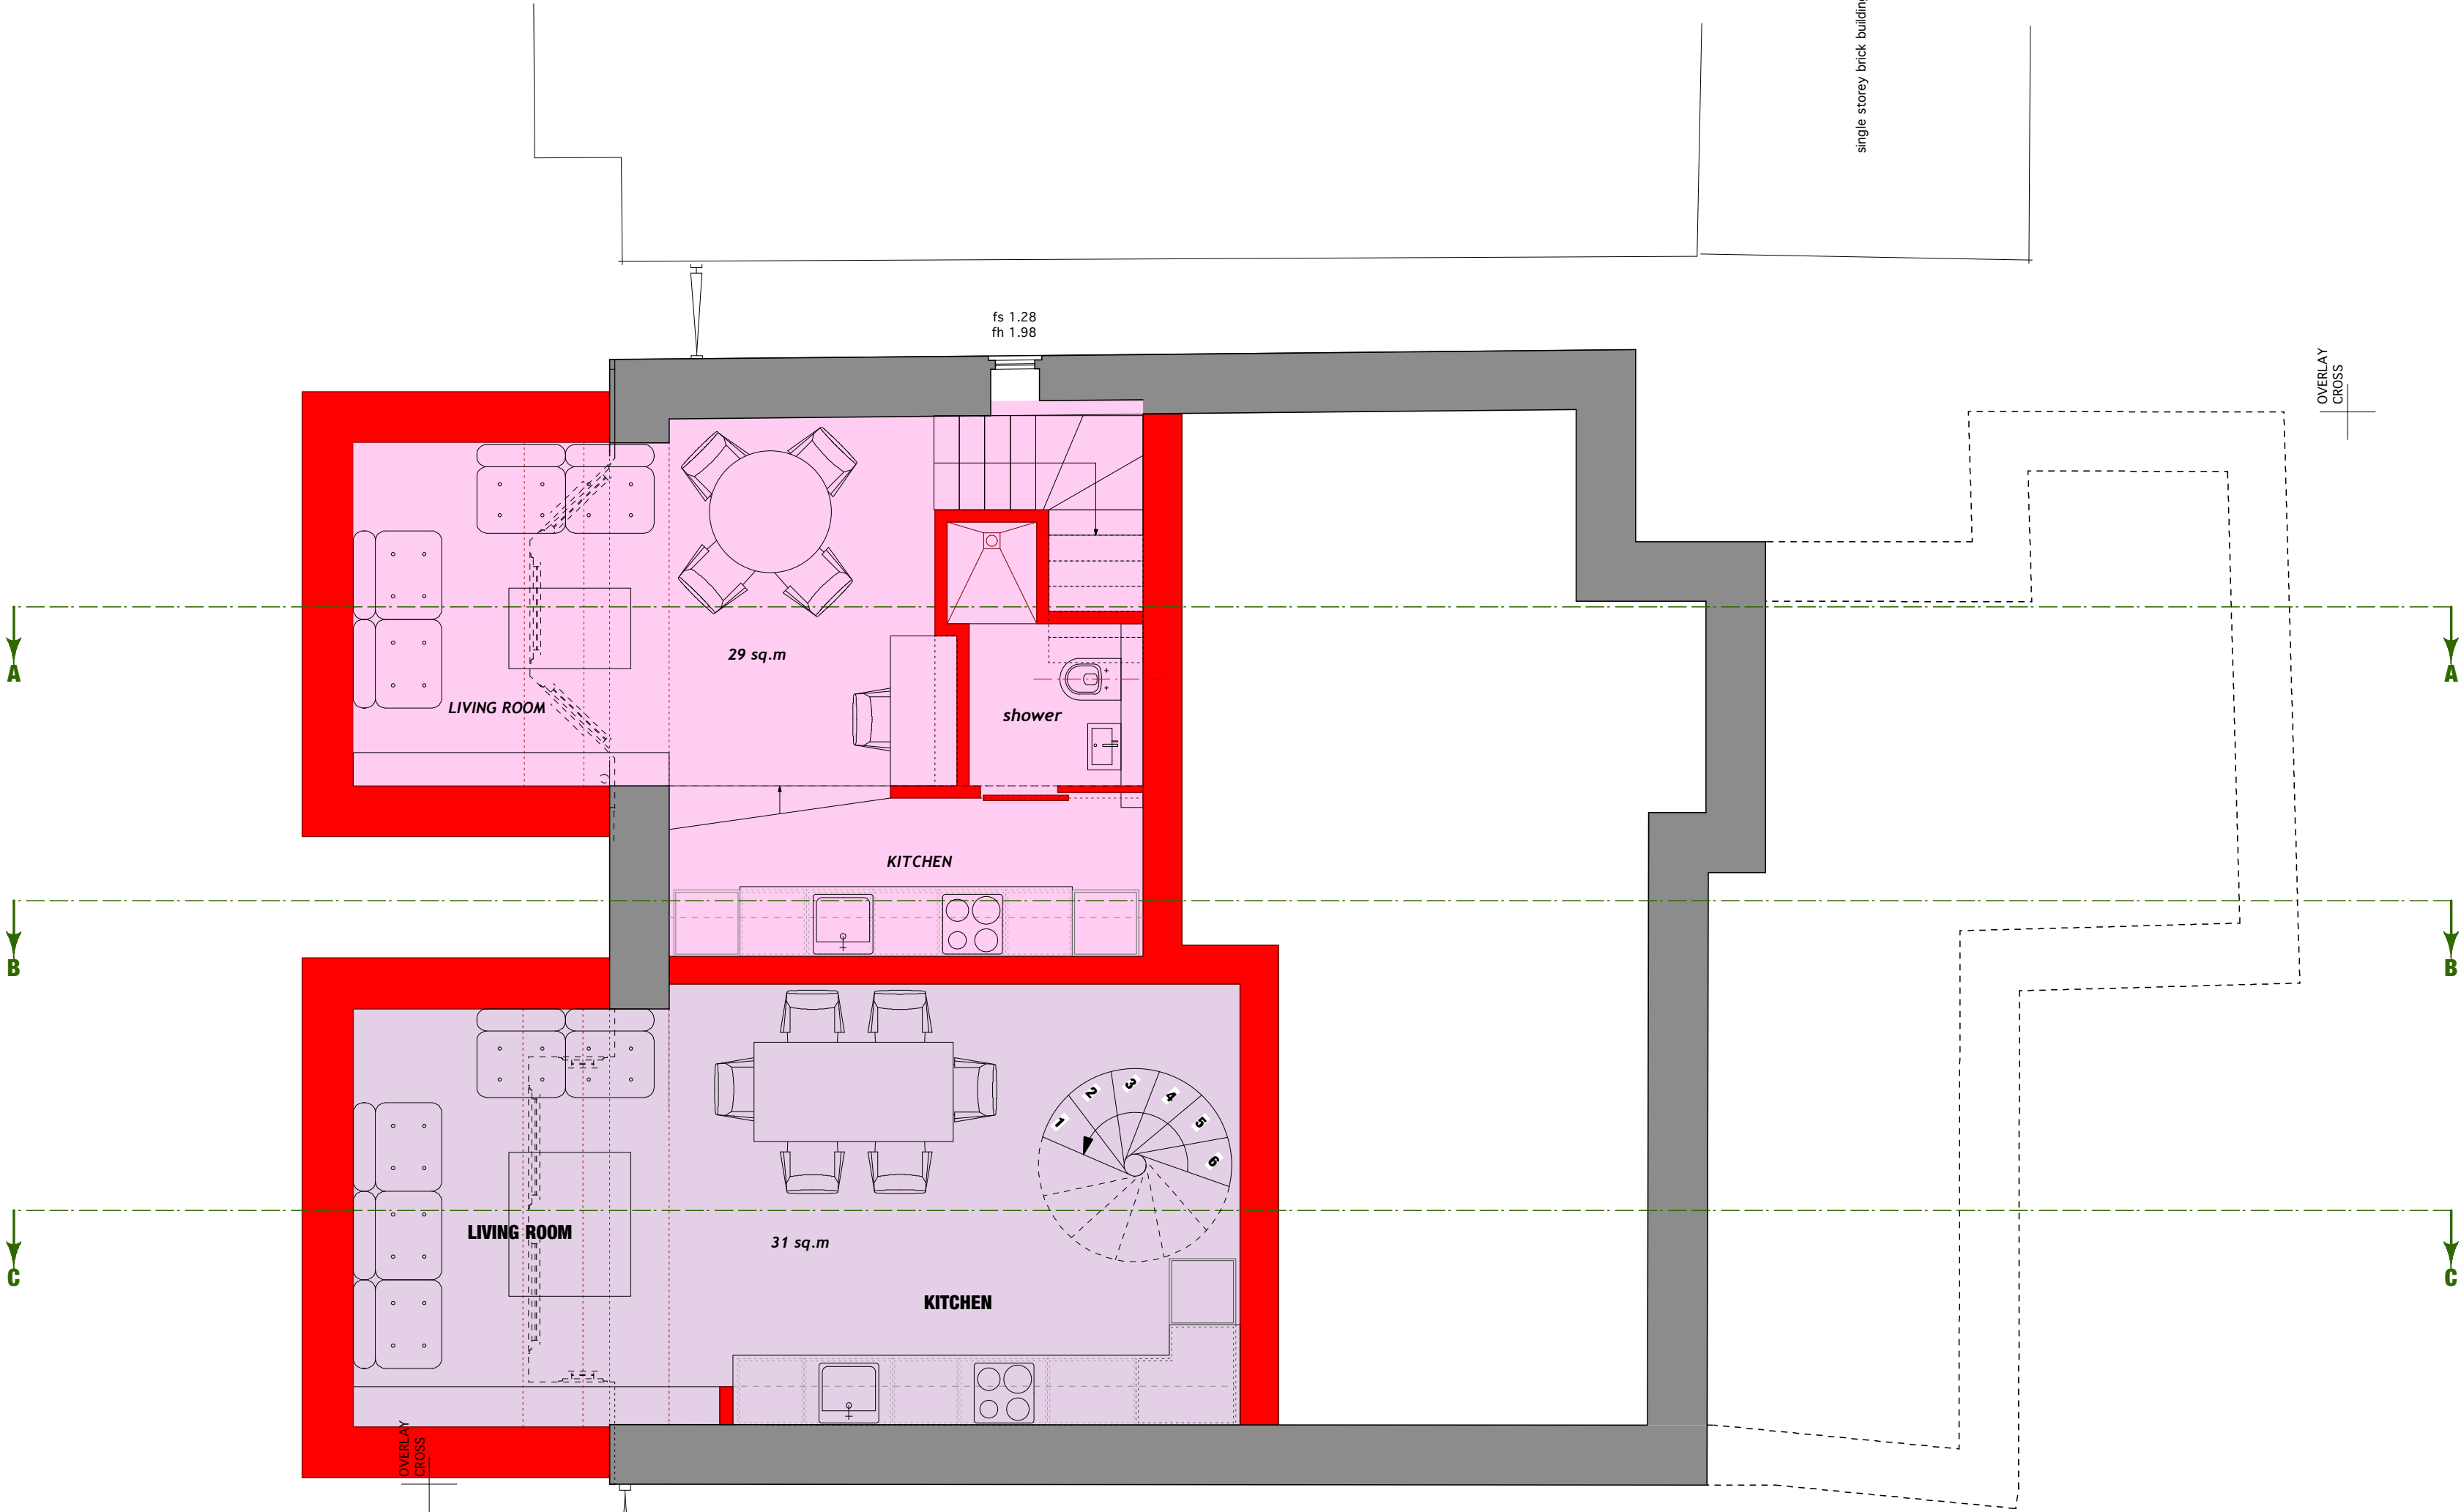 single storey brick building
fs 1.28
fh 1.98
OVERLAY
CROSS
A
A
29 sq.m
LIVING ROOM
shower
KITCHEN
B
B
1
2
3
4
5
6
LIVING ROOM
31 sq.m
C
C
KITCHEN
OVERLAY
CROSS